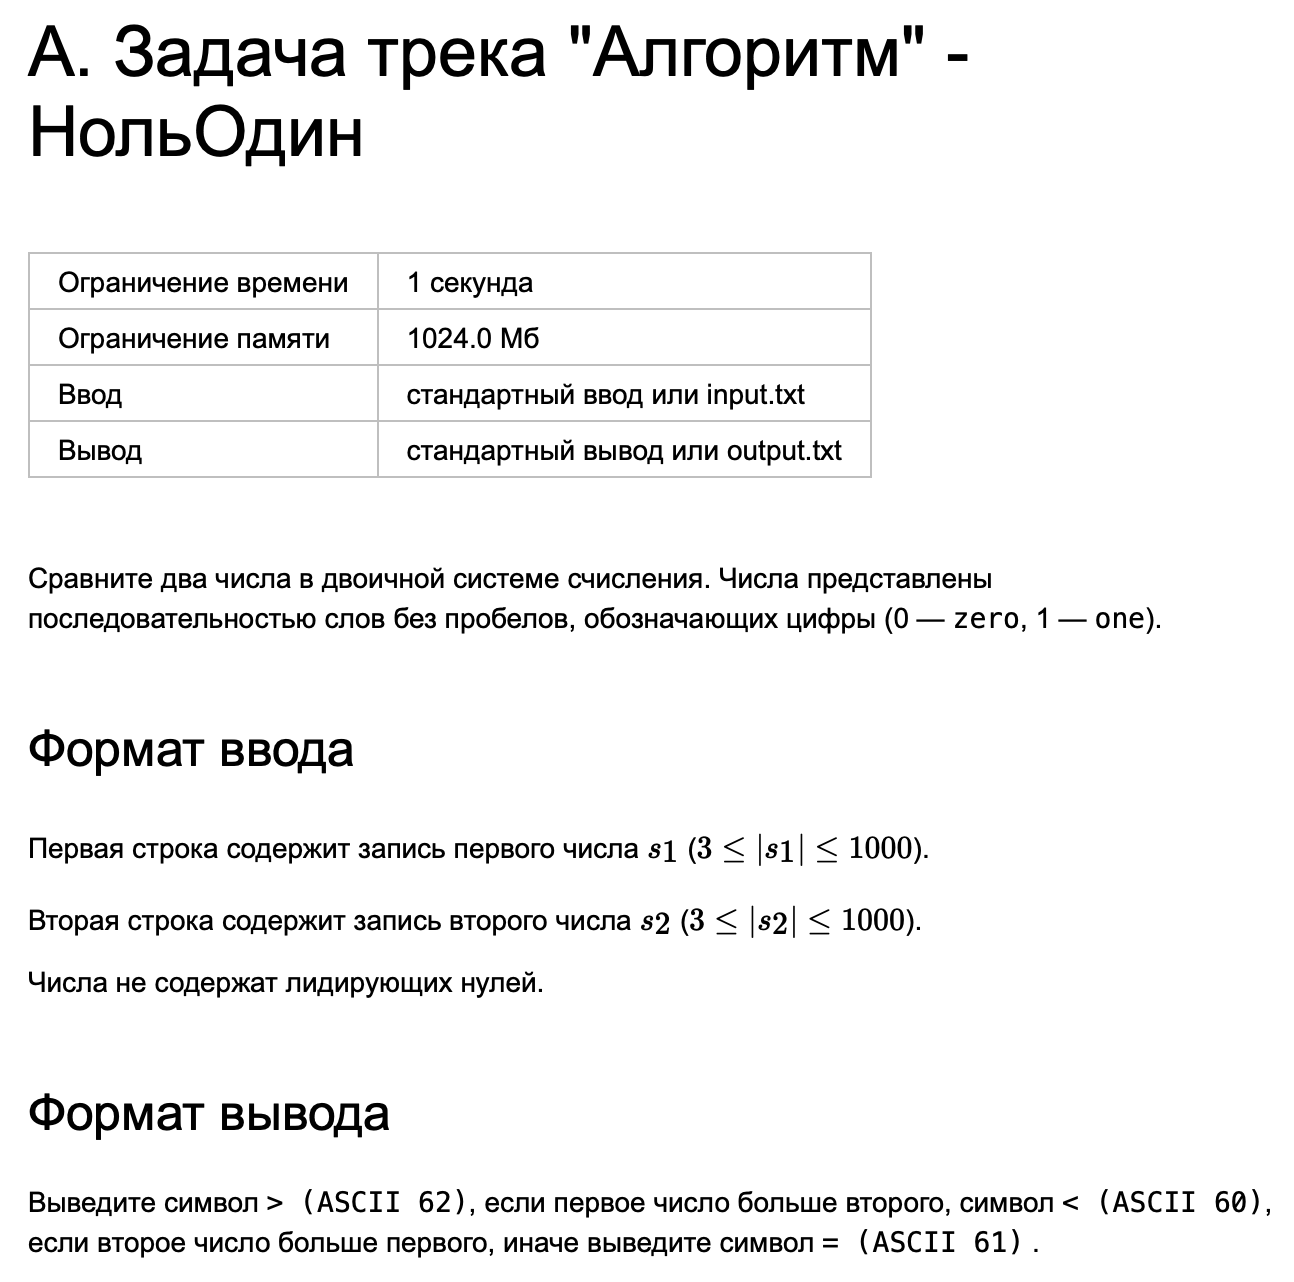 A. Задача трека "Алгоритм" -
НольОдин
Ограничение времени 1 секунда
Ограничение памяти 1024.0 Мб
Ввод стандартный ввод или input.txt
Вывод стандартный вывод или output.txt
Сравните два числа в двоичной системе счисления. Числа представлены
последовательностью слов без пробелов, обозначающих цифры (0 — zero, 1 — one).
Формат ввода
Первая строка содержит запись первого числа s1 (3 ≤ |s1| ≤ 1000).
Вторая строка содержит запись второго числа s2 (3 ≤ |s2| ≤ 1000).
Числа не содержат лидирующих нулей.
Формат вывода
Выведите символ > (ASCII 62), если первое число больше второго, символ < (ASCII 60),
если второе число больше первого, иначе выведите символ = (ASCII 61) .